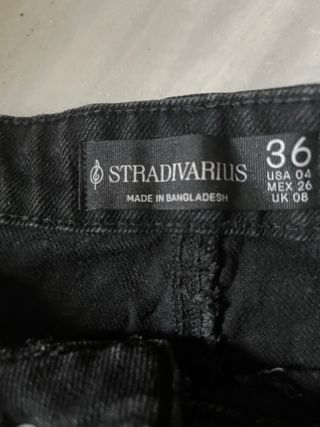 STRADIVARIUS
MADE IN BANGLADESH
36
USA 04
MEX 26
UK 08